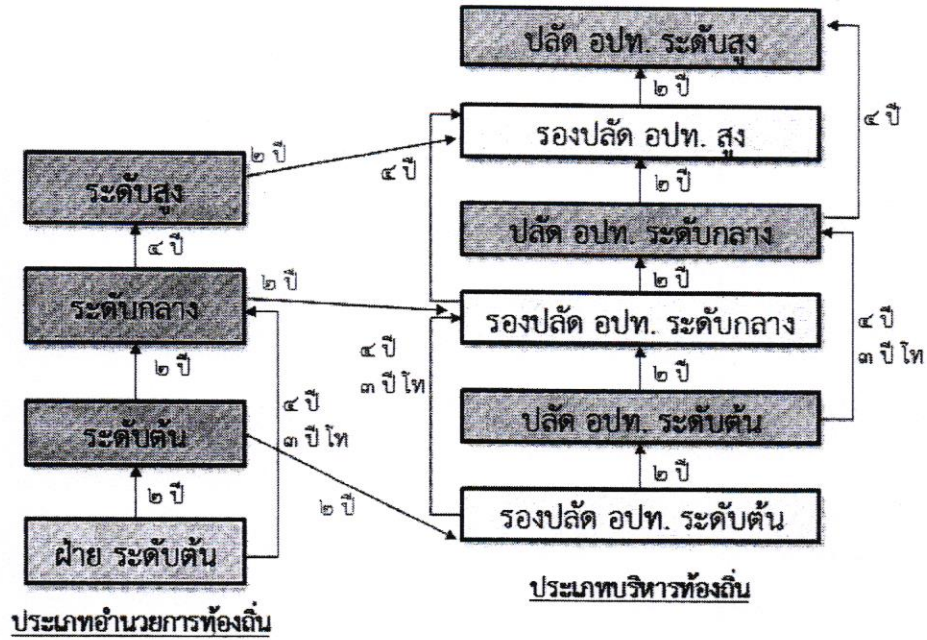 ปลัด อปท. ระดับสูง
๒ ปี
๔ ปี
รองปลัด อปท. สูง
๒ ปี
๔ ปี
๒ ปี
ระดับสูง
ปลัด อปท. ระดับกลาง
๔ ปี
๒ ปี
๒ ปี
ระดับกลาง
รองปลัด อปท. ระดับกลาง
๔ ปี
๓ ปี โท
๒ ปี
๔ ปี
๓ ปี โท
๒ ปี
๔ ปี
๓ ปี โท
ระดับต้น
ปลัด อปท. ระดับต้น
๒ ปี
๒ ปี
๒ ปี
ฝ่าย ระดับต้น
รองปลัด อปท. ระดับต้น
ประเภทอำนวยการท้องถิ่น
ประเภทบริหารท้องถิ่น